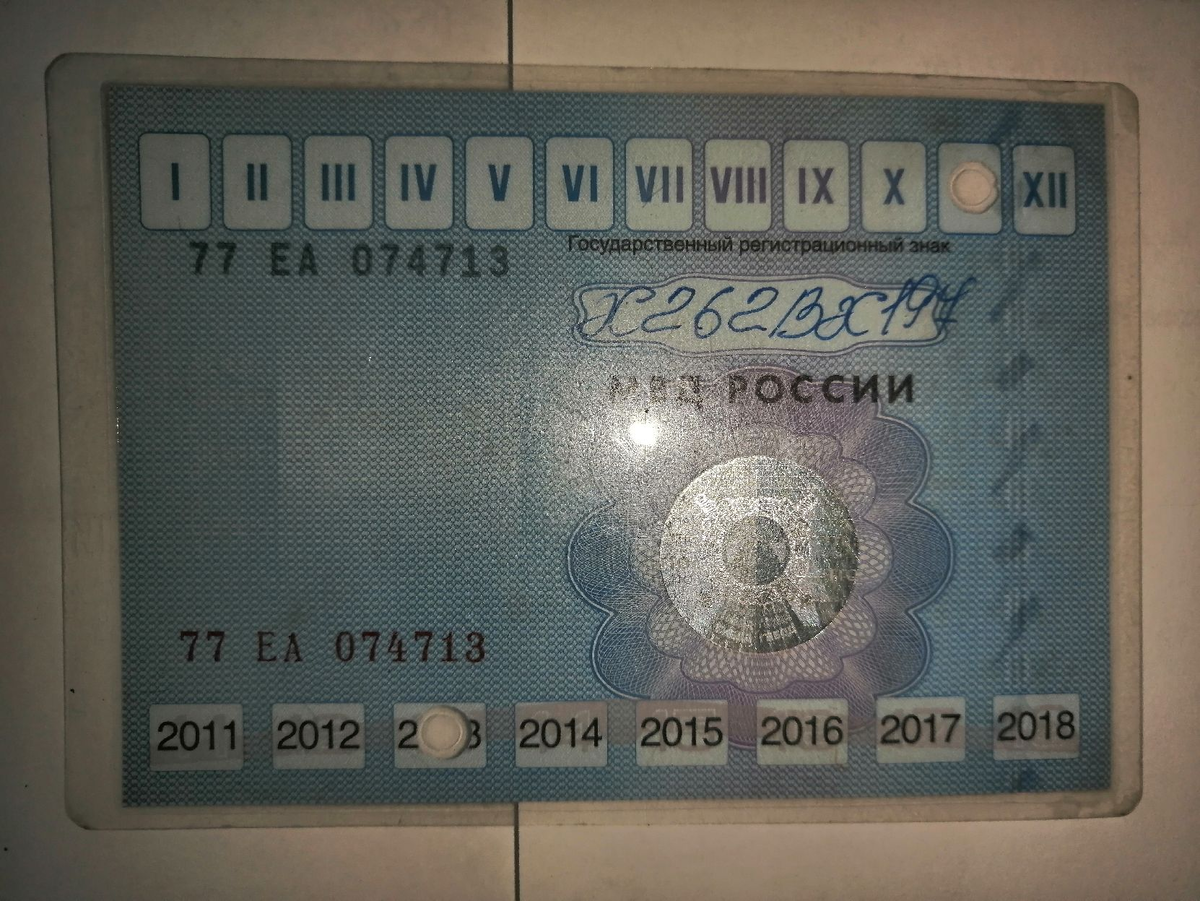 I II III IV V VI VII VIII IX X XII
77 ЕА 074713
Государственный регистрационный знак
Х262ВХ197
МВД РОССИИ
77 ЕА 074713
2011 2012 2014 2015 2016 2017 2018